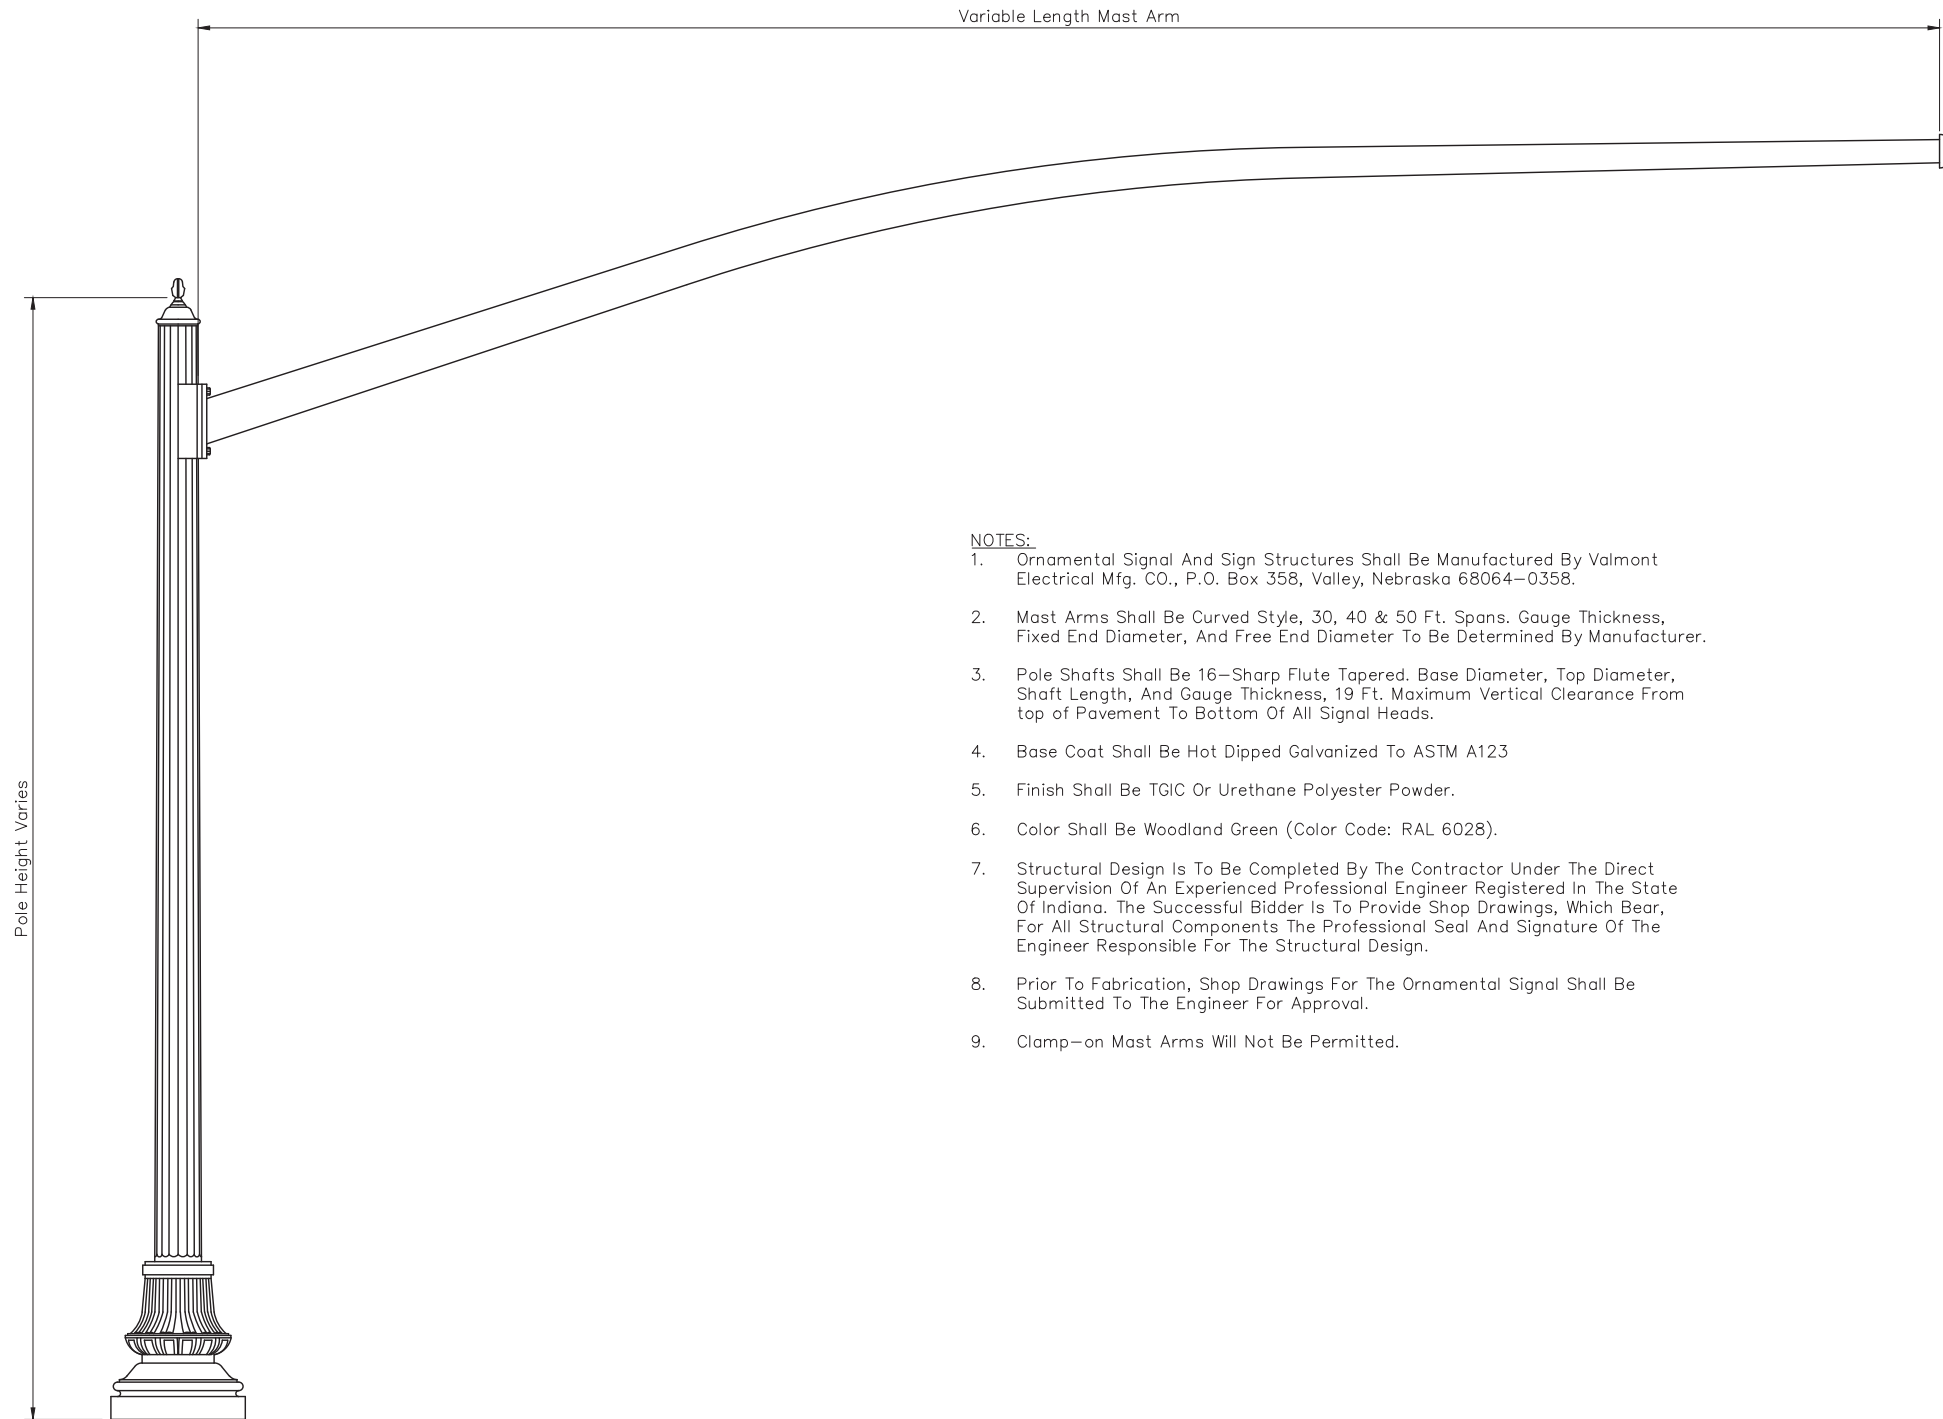 Variable Length Mast Arm
Pole Height Varies
NOTES:
1. Ornamental Signal And Sign Structures Shall Be Manufactured By Valmont
Electrical Mfg. CO., P.O. Box 358, Valley, Nebraska 68064-0358.
2. Mast Arms Shall Be Curved Style, 30, 40 & 50 Ft. Spans. Gauge Thickness,
Fixed End Diameter, And Free End Diameter To Be Determined By Manufacturer.
3. Pole Shafts Shall Be 16-Sharp Flute Tapered. Base Diameter, Top Diameter,
Shaft Length, And Gauge Thickness, 19 Ft. Maximum Vertical Clearance From
top of Pavement To Bottom Of All Signal Heads.
4. Base Coat Shall Be Hot Dipped Galvanized To ASTM A123
5. Finish Shall Be TGIC Or Urethane Polyester Powder.
6. Color Shall Be Woodland Green (Color Code: RAL 6028).
7. Structural Design Is To Be Completed By The Contractor Under The Direct
Supervision Of An Experienced Professional Engineer Registered In The State
Of Indiana. The Successful Bidder Is To Provide Shop Drawings, Which Bear,
For All Structural Components The Professional Seal And Signature Of The
Engineer Responsible For The Structural Design.
8. Prior To Fabrication, Shop Drawings For The Ornamental Signal Shall Be
Submitted To The Engineer For Approval.
9. Clamp-on Mast Arms Will Not Be Permitted.